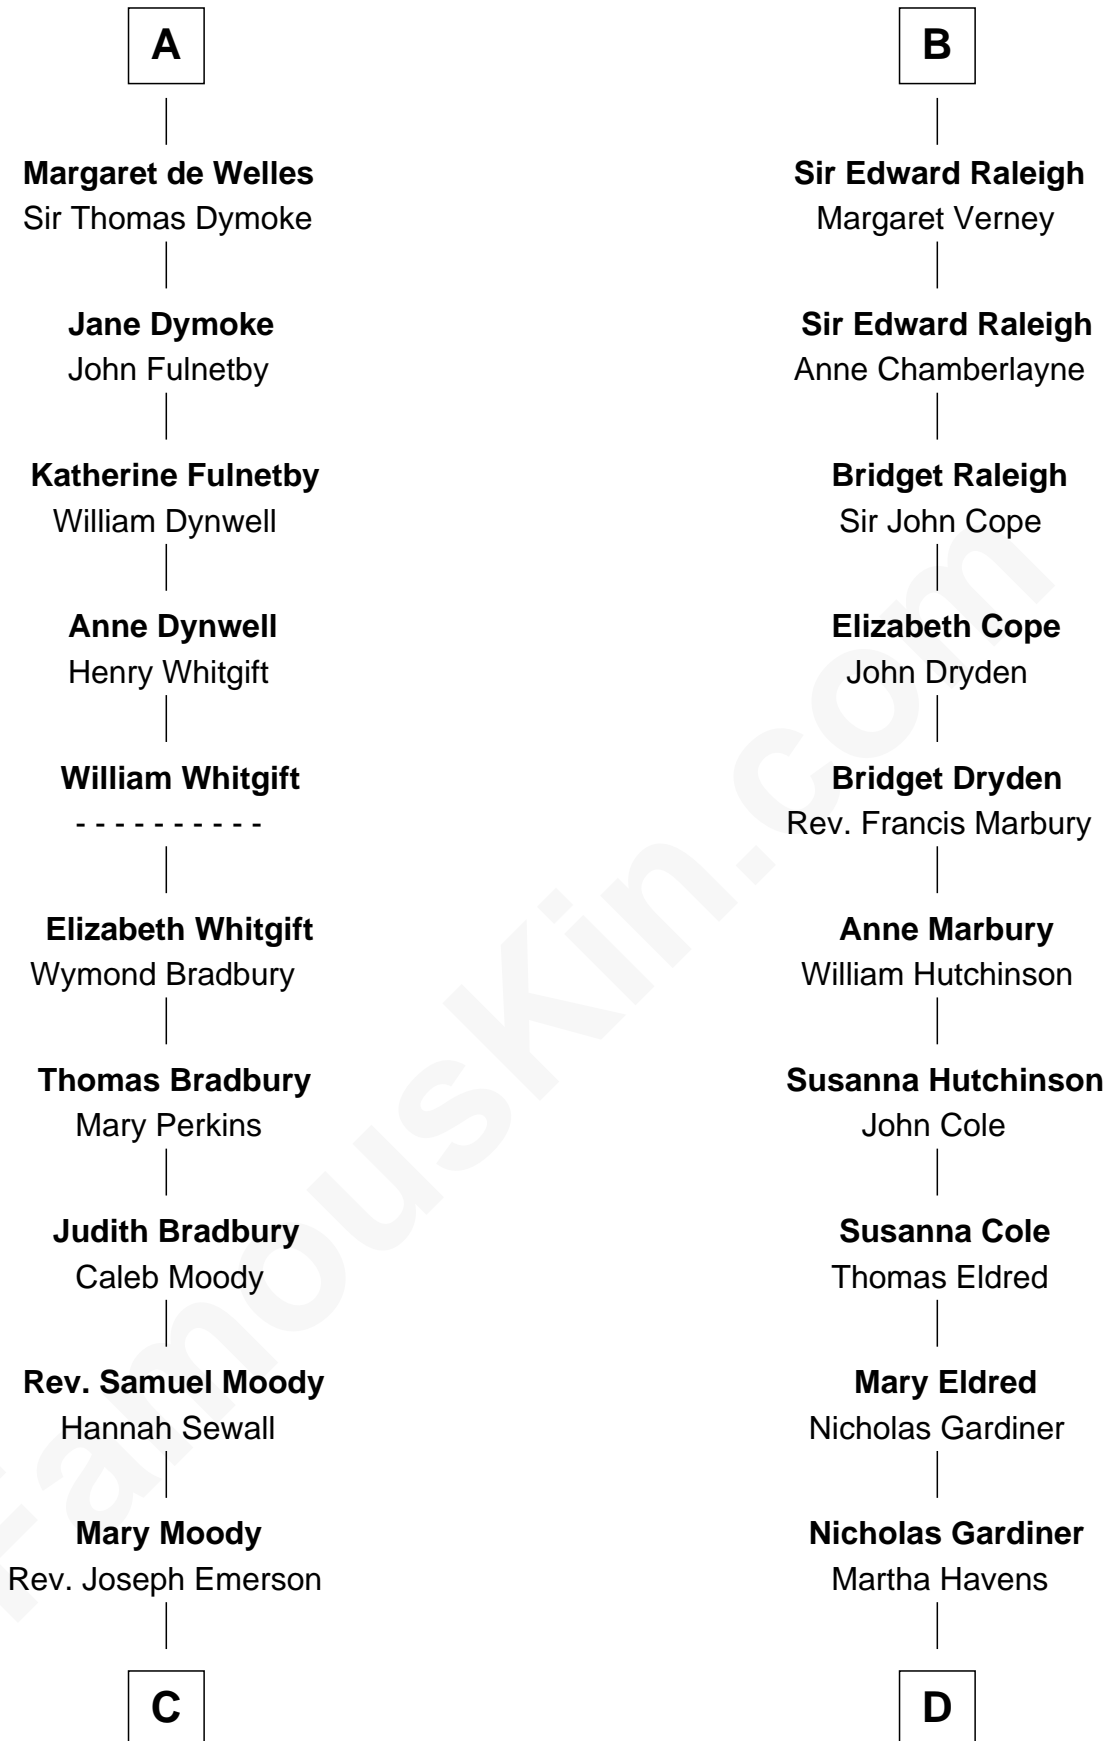 A
Margaret de Welles
Sir Thomas Dymoke
Jane Dymoke
John Fulnetby
Katherine Fulnetby
William Dynwell
Anne Dynwell
Henry Whitgift
William Whitgift
- - - - - - - - - -
Elizabeth Whitgift
Wymond Bradbury
Thomas Bradbury
Mary Perkins
Judith Bradbury
Caleb Moody
Rev. Samuel Moody
Hannah Sewall
Mary Moody
Rev. Joseph Emerson
C
B
Sir Edward Raleigh
Margaret Verney
Sir Edward Raleigh
Anne Chamberlayne
Bridget Raleigh
Sir John Cope
Elizabeth Cope
John Dryden
Bridget Dryden
Rev. Francis Marbury
Anne Marbury
William Hutchinson
Susanna Hutchinson
John Cole
Susanna Cole
Thomas Eldred
Mary Eldred
Nicholas Gardiner
Nicholas Gardiner
Martha Havens
D
FamousKin.com